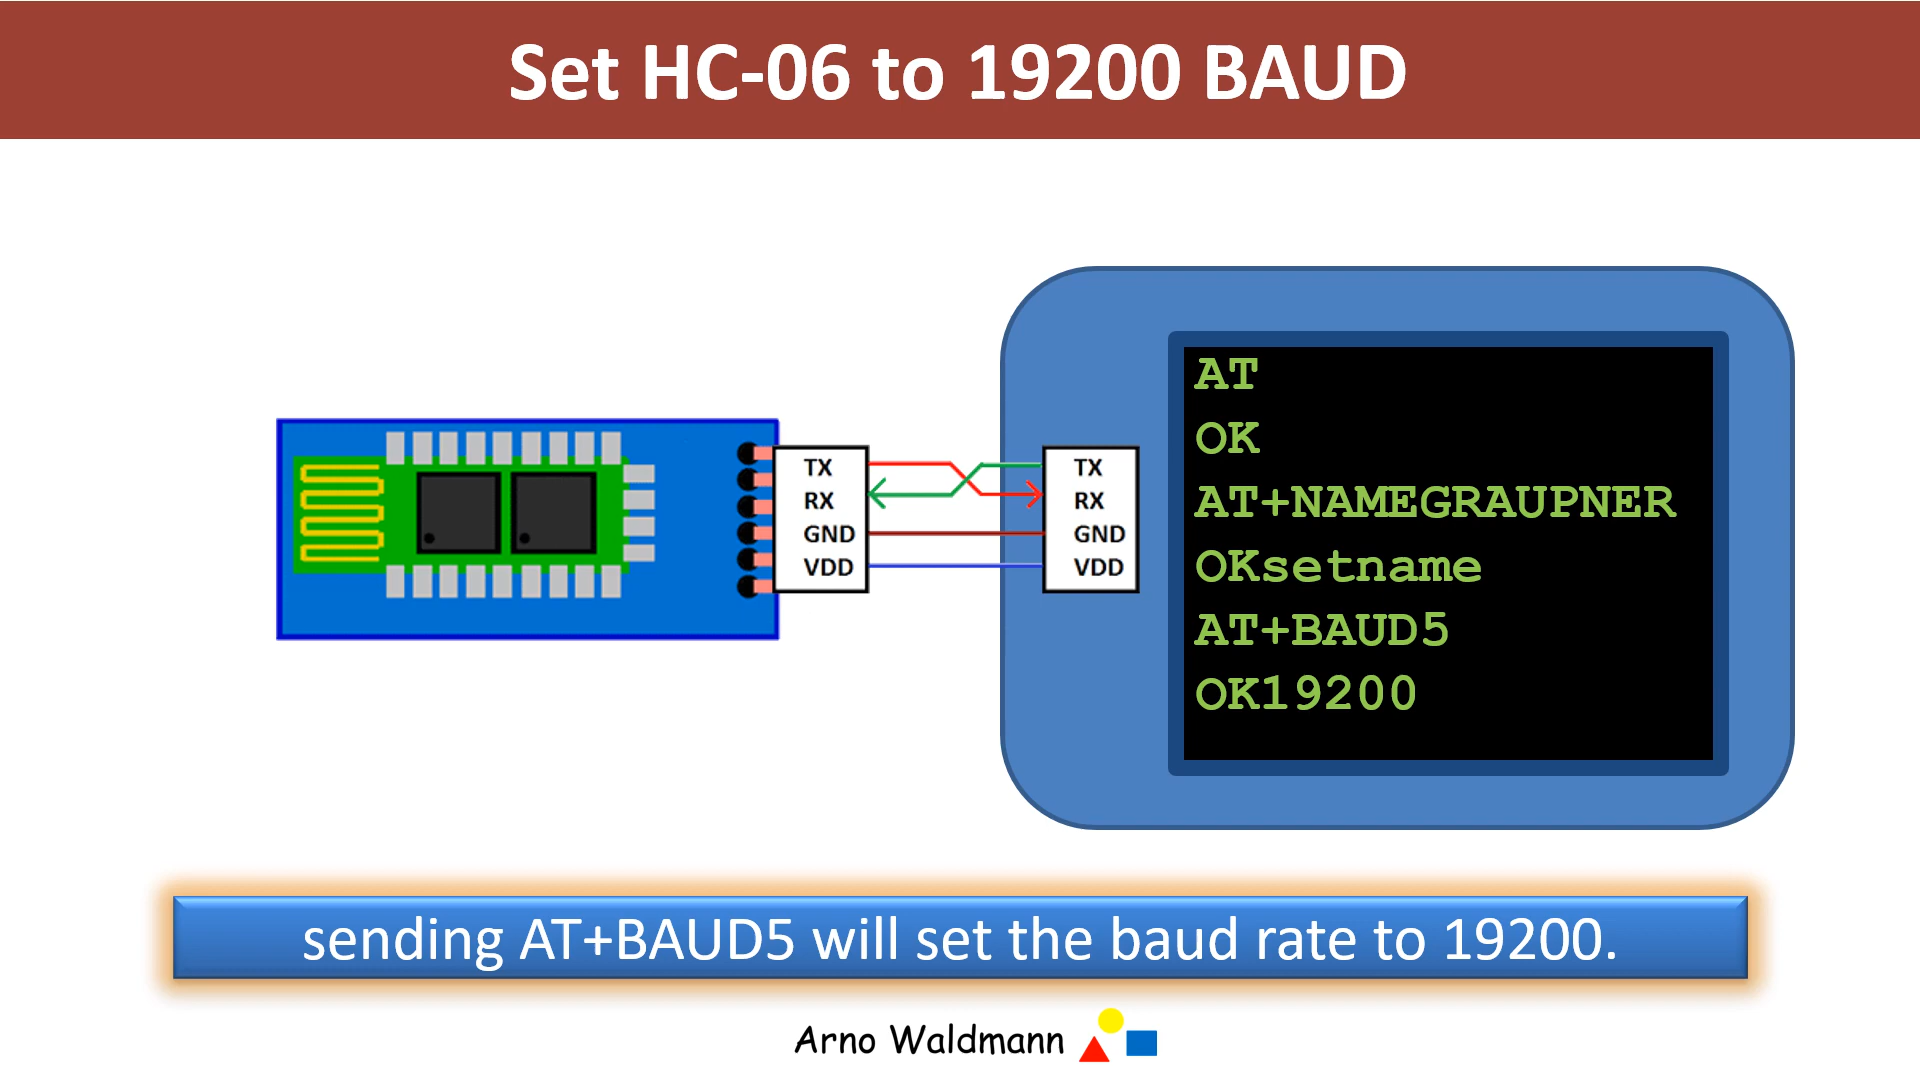 Set HC-06 to 19200 BAUD
TX
RX
GND
VDD
TX
RX
GND
VDD
AT
OK
AT+NAMEGRAUPNER
OKsetname
AT+BAUD5
OK19200
sending AT+BAUD5 will set the baud rate to 19200.
Arno Waldmann